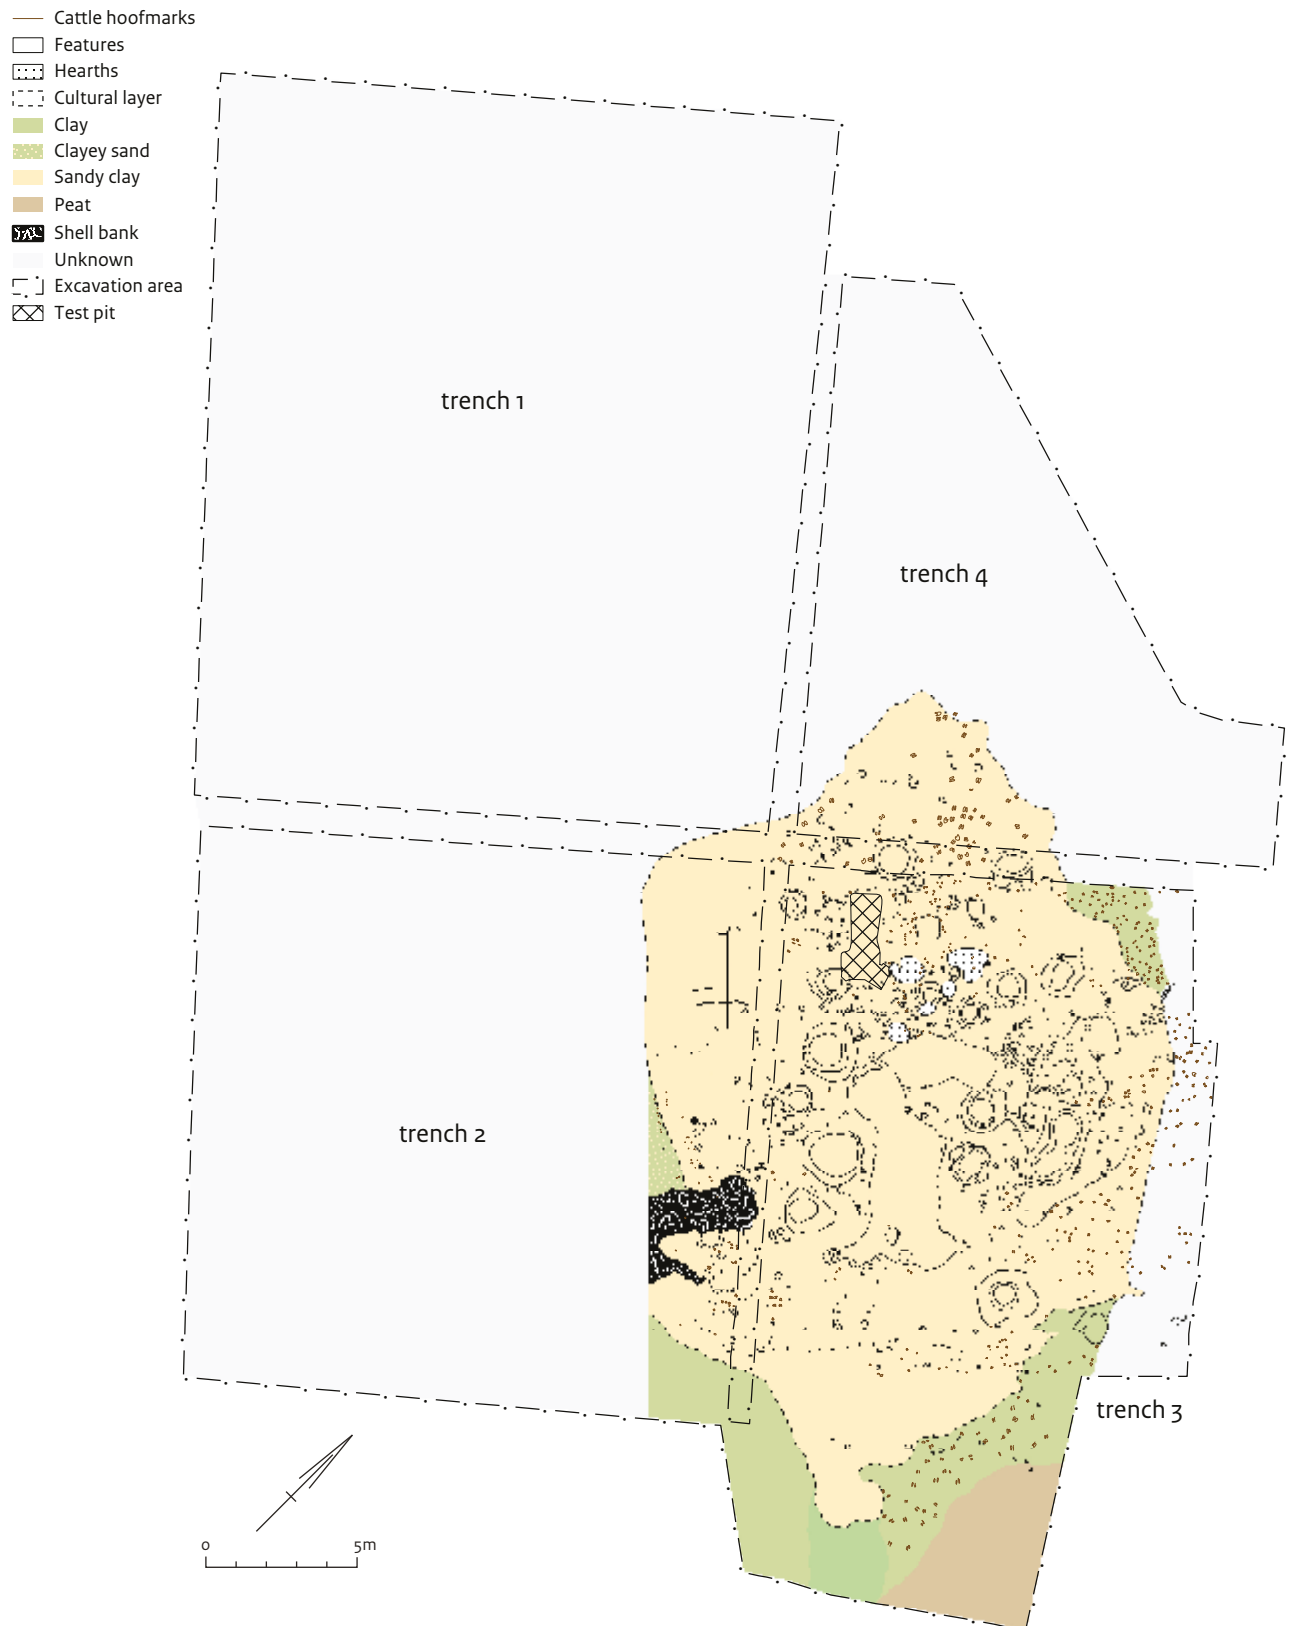 Cattle hoofmarks
Features
Hearths
Cultural layer
Clay
Clayey sand
Sandy clay
Peat
Shell bank
Unknown
Excavation area
Test pit
trench 1
trench 4
trench 2
trench 3
0 5m